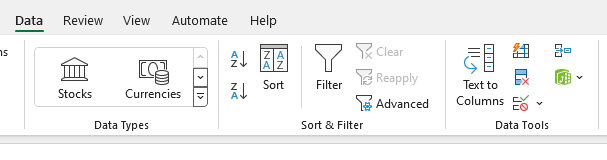 Data Review View Automate Help
ns
Stocks
Currencies
Data Types
A
Z
Z
A
Z A
A Z
Sort
Filter
Clear
Reapply
Advanced
Sort & Filter
Text to
Columns
Data Tools